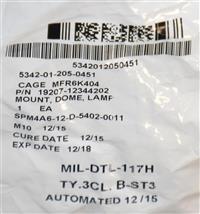 5342012050451
5342-01-205-0451
CAGE MFR6K404
P/N 19207-12344202
MOUNT, DOME, LAMP
1 EA
SPM4A6-12-D-5402-0011
M10 12/15
CURE DATE 12/15
EXP DATE 12/18
MIL-DTL-117H
TY.3CL. B-ST3
AUTOMATED 12/15